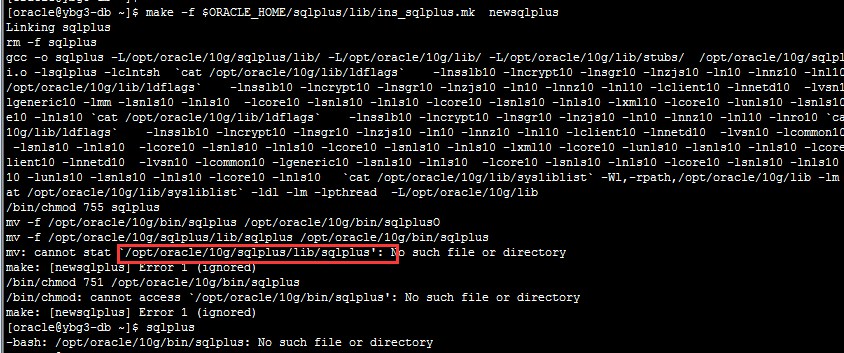 [oracle@ybg3-db ~]$ make -f $ORACLE_HOME/sqlplus/lib/ins_sqlplus.mk  newsqlplus
Linking sqlplus
rm -f sqlplus
gcc -o sqlplus -L/opt/oracle/10g/sqlplus/lib/ -L/opt/oracle/10g/lib/ -L/opt/oracle/10g/lib/stubs/  /opt/oracle/10g/sqlpl
i.o -lsqlplus -lclntsh  `cat /opt/oracle/10g/lib/ldflags`    -lnsslb10 -lncrypt10 -lnsgr10 -lnzjs10 -ln10 -lnnz10 -lnl10
/opt/oracle/10g/lib/ldflags`    -lnsslb10 -lncrypt10 -lnsgr10 -lnzjs10 -ln10 -lnnz10 -lnl10 -lclient10 -lnnetd10  -lvsn1
lgeneric10 -lmm -lsnls10 -lnls10  -lcore10 -lsnls10 -lnls10 -lcore10 -lsnls10 -lnls10 -lxml10 -lcore10 -lunls10 -lsnls10
e10 -lnls10 `cat /opt/oracle/10g/lib/ldflags`    -lnsslb10 -lncrypt10 -lnsgr10 -lnzjs10 -ln10 -lnnz10 -lnl10 -lnro10 `ca
10g/lib/ldflags`    -lnsslb10 -lncrypt10 -lnsgr10 -lnzjs10 -ln10 -lnnz10 -lnl10 -lclient10 -lnnetd10  -lvsn10 -lcommon10
 -lsnls10 -lnls10  -lcore10 -lsnls10 -lnls10 -lcore10 -lsnls10 -lnls10 -lxml10 -lcore10 -lunls10 -lsnls10 -lnls10 -lcore
lient10 -lnnetd10  -lvsn10 -lcommon10 -lgeneric10 -lsnls10 -lnls10  -lcore10 -lsnls10 -lnls10 -lcore10 -lsnls10 -lnls10
10 -lunls10 -lsnls10 -lnls10 -lcore10 -lnls10   `cat /opt/oracle/10g/lib/sysliblist` -Wl,-rpath,/opt/oracle/10g/lib -lm
at /opt/oracle/10g/lib/sysliblist` -ldl -lm -lpthread  -L/opt/oracle/10g/lib
/bin/chmod 755 sqlplus
mv -f /opt/oracle/10g/bin/sqlplus /opt/oracle/10g/bin/sqlplusO
mv -f /opt/oracle/10g/sqlplus/lib/sqlplus /opt/oracle/10g/bin/sqlplus
mv: cannot stat `/opt/oracle/10g/sqlplus/lib/sqlplus': No such file or directory
make: [newsqlplus] Error 1 (ignored)
/bin/chmod 751 /opt/oracle/10g/bin/sqlplus
/bin/chmod: cannot access `/opt/oracle/10g/bin/sqlplus': No such file or directory
make: [newsqlplus] Error 1 (ignored)
[oracle@ybg3-db ~]$ sqlplus
-bash: /opt/oracle/10g/bin/sqlplus: No such file or directory